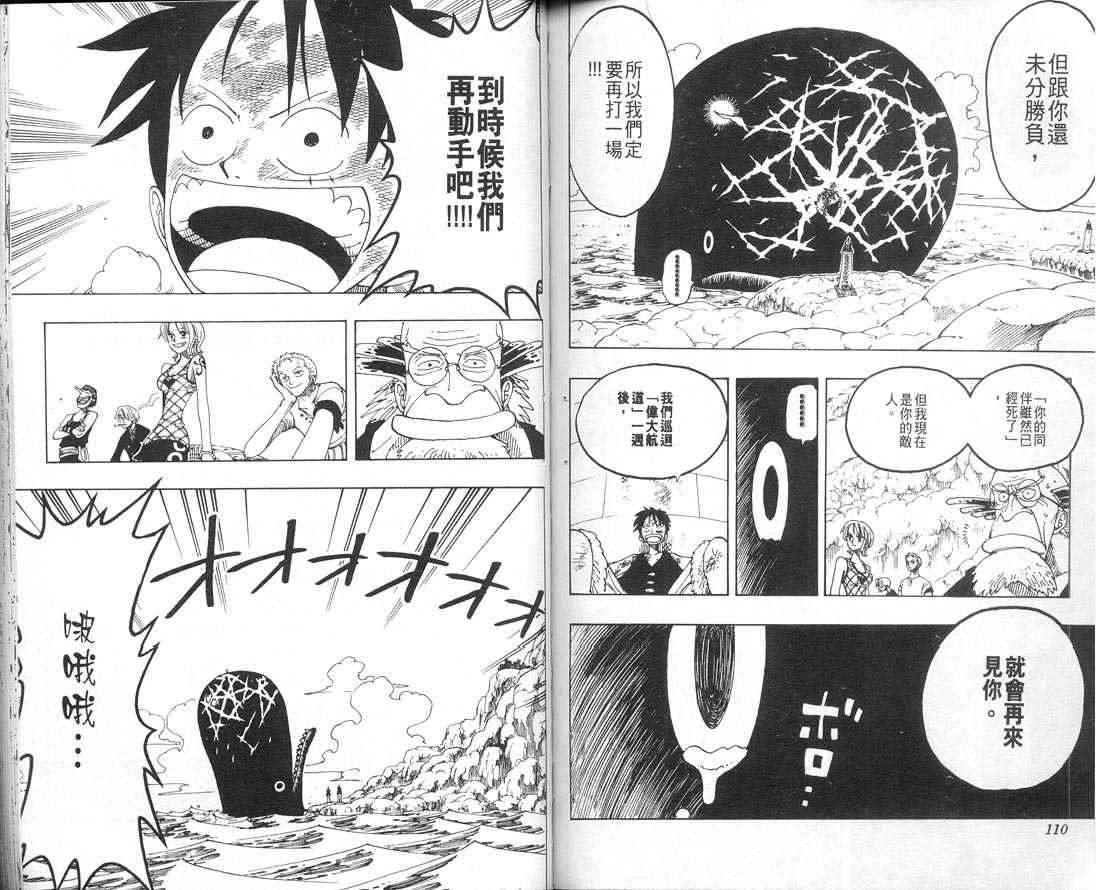 但跟你還
未分勝負，
所以我們定
要再打一場
!!!
「你的同
伴雖然已
經死了」，
但我現在
是你的敵
人。
我們巡迴
「偉大航
道」一週
後，
就會再來
見你。
ボロ…
110
到時候我們
再動手吧!!!!
オオオオオオ
啵哦哦…